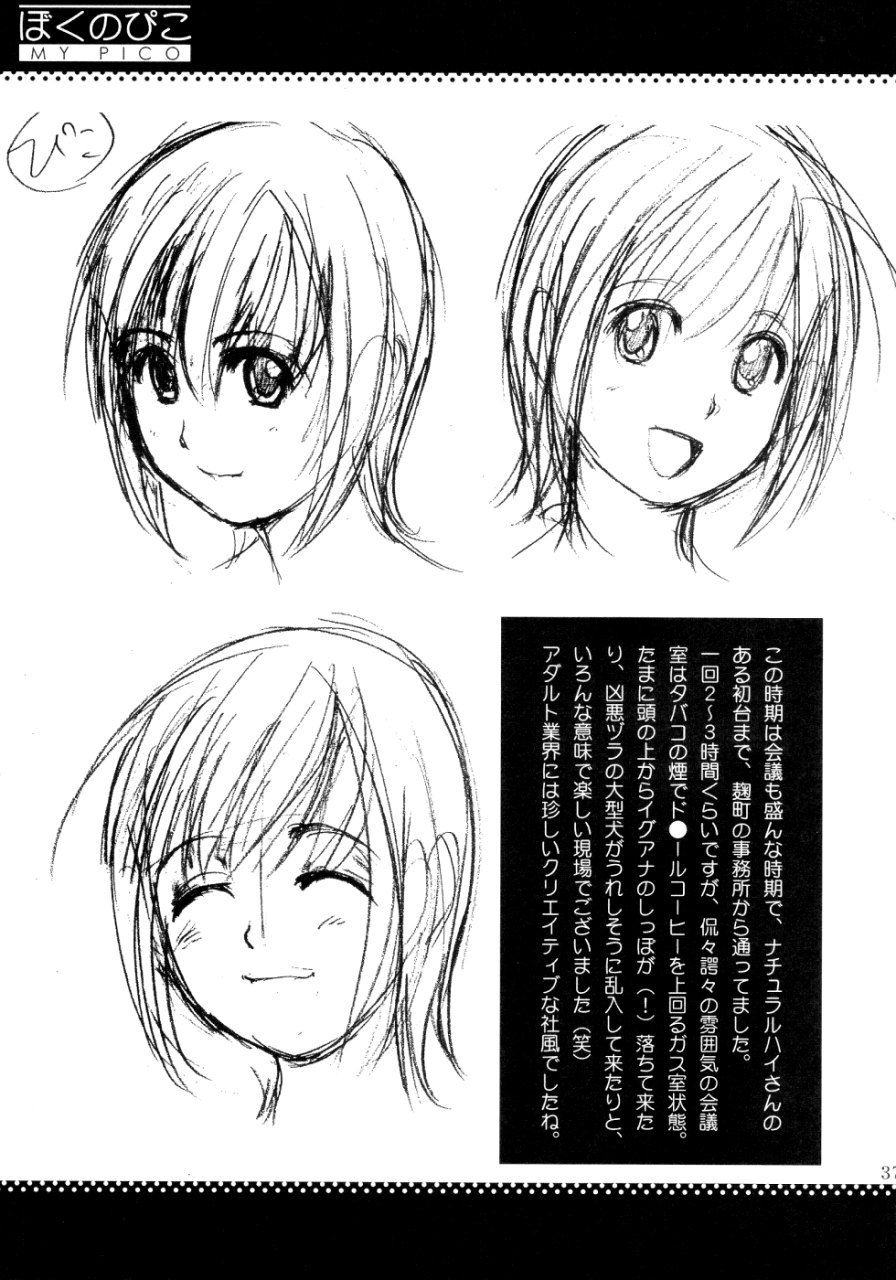 ぼくのぴこ
MY PICO
ぴこ
この時期は会議も盛んな時期で、ナチュラルハイさんの
ある初台まで、麹町の事務所から通ってました。
一回２～３時間くらいですが、侃々諤々の雰囲気の会議
室はタバコの煙でド●ールコーヒーを上回るガス室状態。
たまに頭の上からイグアナのしっぽが（！）落ちて来た
り、凶悪ヅラの大型犬がうれしそうに乱入して来たりと、
いろんな意味で楽しい現場でございました（笑）
アダルト業界には珍しいクリエイティブな社風でしたね。
37